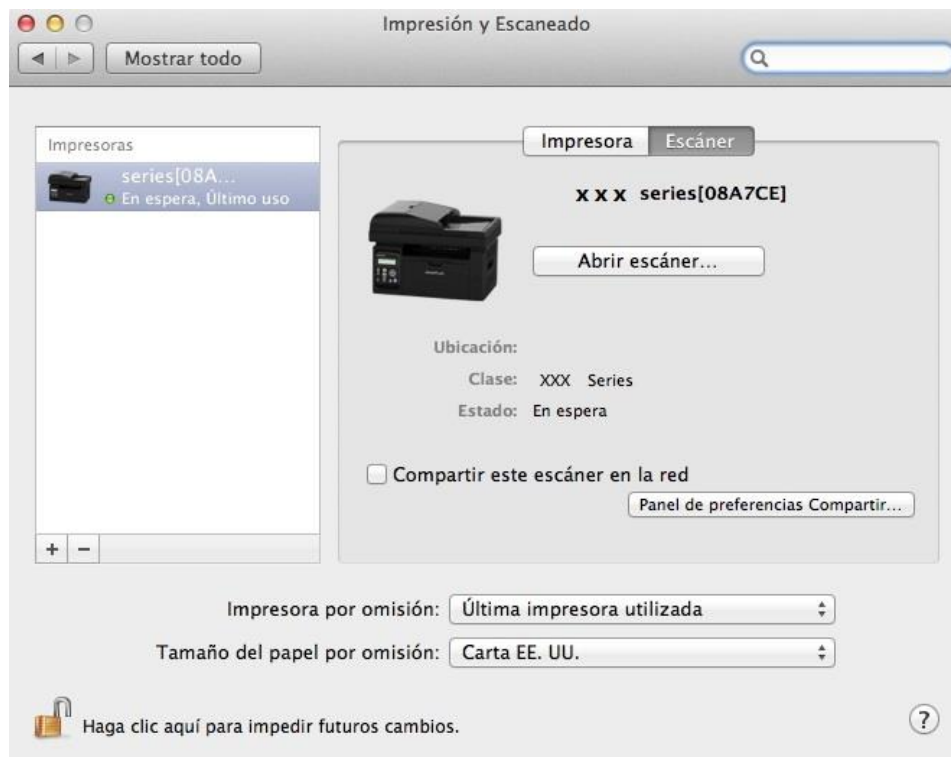 Impresión y Escaneado
Mostrar todo
Impresoras
series[08A...
En espera, Último uso
+ −
Impresora Escáner
x x x series[08A7CE]
Abrir escáner...
Ubicación:
Clase: XXX Series
Estado: En espera
Compartir este escáner en la red
Panel de preferencias Compartir...
Impresora por omisión: Última impresora utilizada
Tamaño del papel por omisión: Carta EE. UU.
Haga clic aquí para impedir futuros cambios.
?